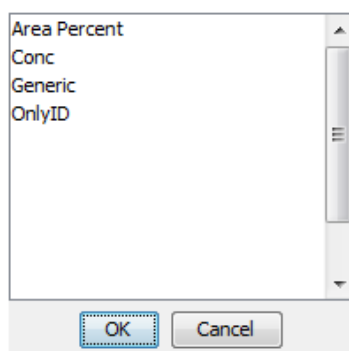 Area Percent
Conc
Generic
OnlyID
OK Cancel